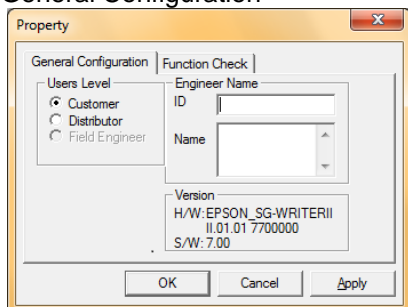 General Configuration
Property
General Configuration
Function Check
Users Level
Customer
Distributor
Field Engineer
Engineer Name
ID
Name
Version
H/W: EPSON_SG-WRITERII
II.01.01 7700000
S/W: 7.00
OK
Cancel
Apply